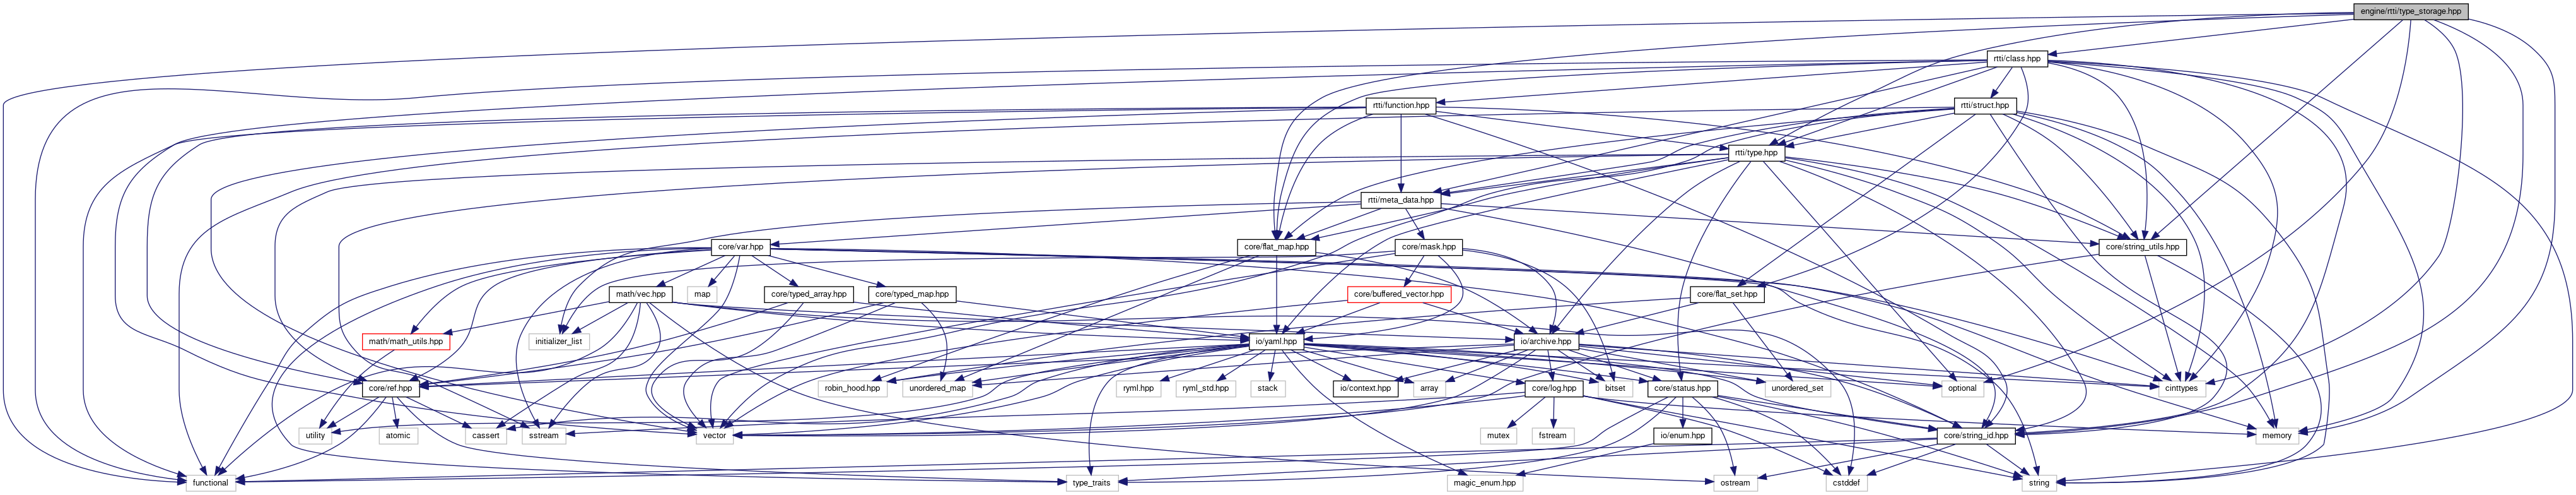 engine/rtti/type_storage.hpp
rtti/class.hpp
rtti/function.hpp
rtti/struct.hpp
rtti/type.hpp
rtti/meta_data.hpp
core/var.hpp
core/flat_map.hpp
core/mask.hpp
core/string_utils.hpp
math/vec.hpp
map
core/typed_array.hpp
core/typed_map.hpp
core/buffered_vector.hpp
core/flat_set.hpp
math/math_utils.hpp
initializer_list
io/yaml.hpp
io/archive.hpp
core/ref.hpp
robin_hood.hpp
unordered_map
ryml.hpp
ryml_std.hpp
stack
io/context.hpp
array
core/log.hpp
bitset
core/status.hpp
unordered_set
optional
cinttypes
utility
atomic
cassert
sstream
vector
mutex
fstream
io/enum.hpp
core/string_id.hpp
memory
functional
type_traits
magic_enum.hpp
ostream
cstddef
string